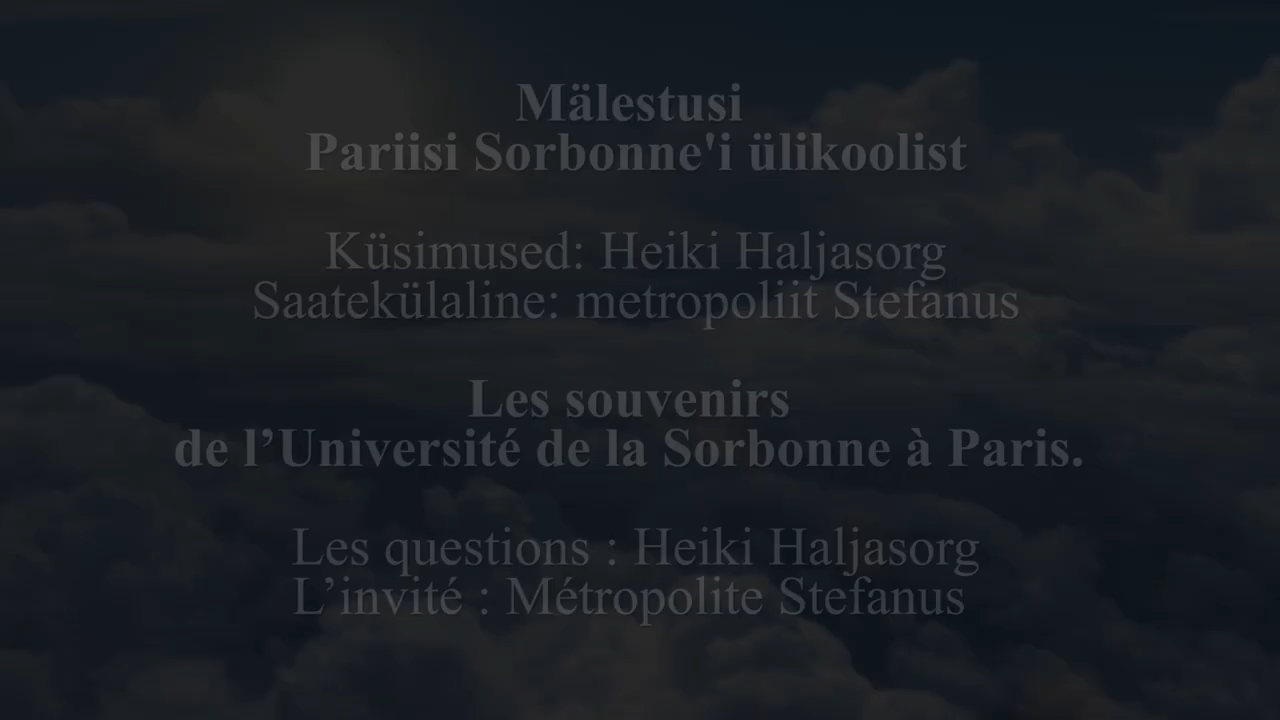 Mälestusi
Pariisi Sorbonne'i ülikoolist
Küsimused: Heiki Haljasorg
Saatekülaline: metropoliit Stefanus
Les souvenirs
de l’Université de la Sorbonne à Paris.
Les questions : Heiki Haljasorg
L’invité : Métropolite Stefanus